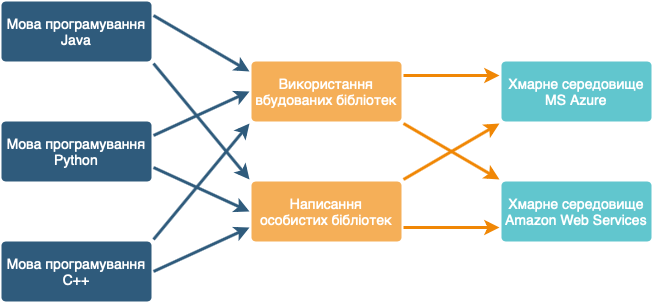 Мова програмування
Java
Мова програмування
Python
Мова програмування
C++
Використання
вбудованих бібліотек
Написання
особистих бібліотек
Хмарне середовище
MS Azure
Хмарне середовище
Amazon Web Services